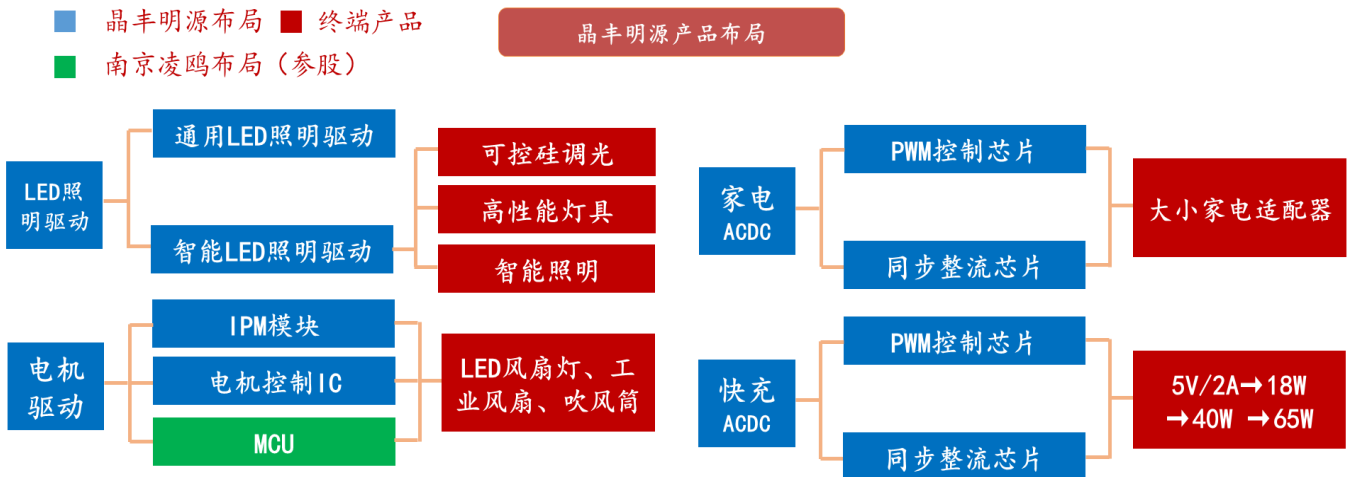 晶丰明源布局 终端产品
南京凌鸥布局（参股）
晶丰明源产品布局
LED照
明驱动
通用LED照明驱动
智能LED照明驱动
可控硅调光
高性能灯具
智能照明
电机
驱动
IPM模块
电机控制IC
MCU
LED风扇灯、工
业风扇、吹风筒
家电
ACDC
PWM控制芯片
同步整流芯片
大小家电适配器
快充
ACDC
PWM控制芯片
同步整流芯片
5V/2A→18W
→40W →65W